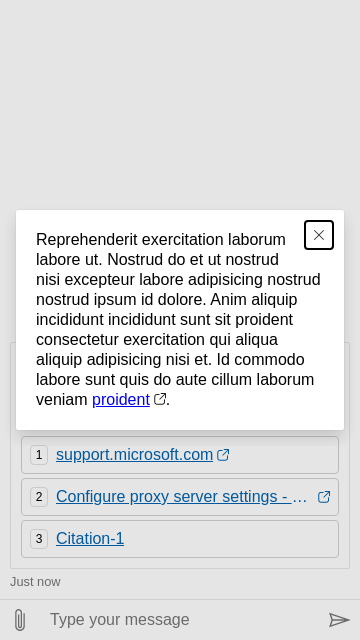 Reprehenderit exercitation laborum
labore ut. Nostrud do et ut nostrud
nisi excepteur labore adipisicing nostrud
nostrud ipsum id dolore. Anim aliquip
incididunt incididunt sunt sit proident
consectetur exercitation qui aliqua
aliquip adipisicing nisi et. Id commodo
labore sunt quis do aute cillum laborum
veniam proident.
1 support.microsoft.com
2 Configure proxy server settings - …
3 Citation-1
Just now
Type your message